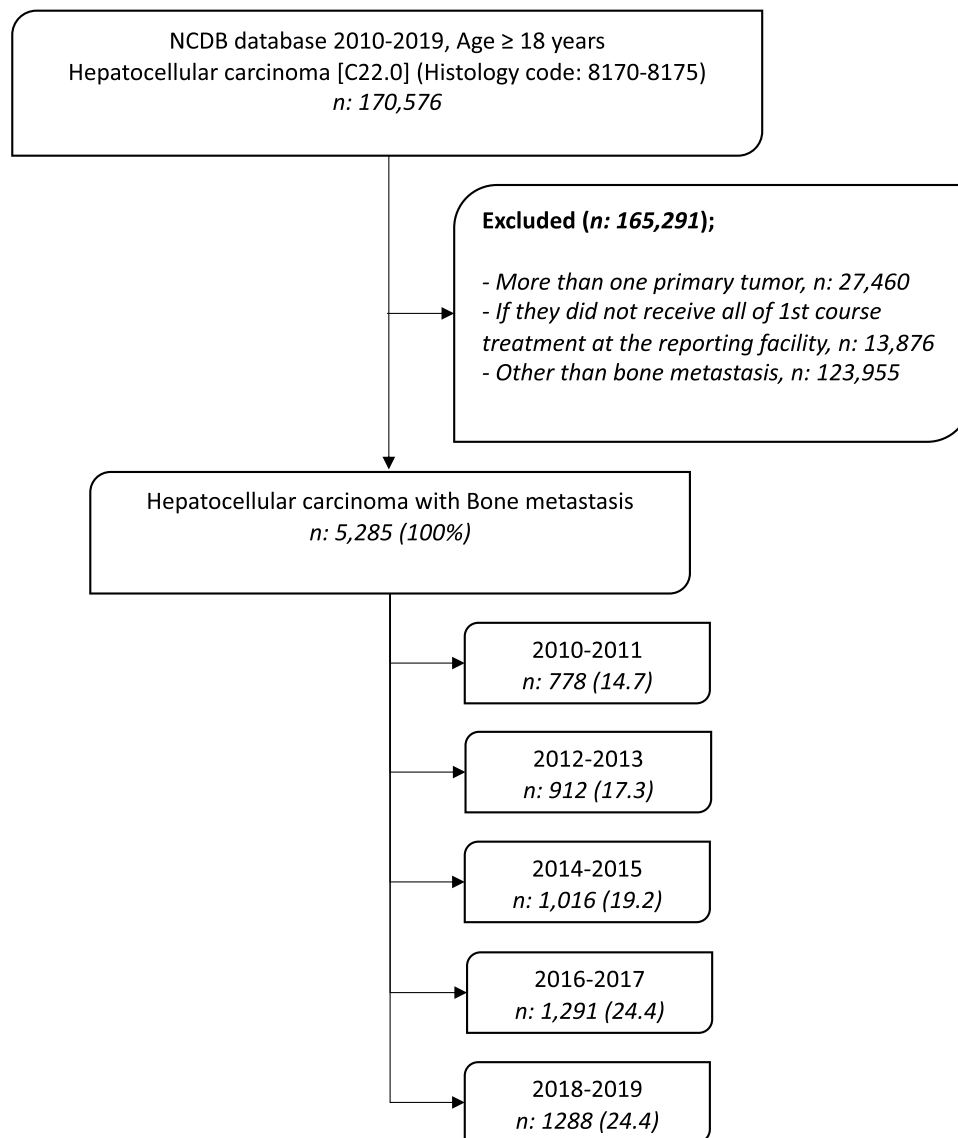 NCDB database 2010-2019, Age ≥ 18 years
Hepatocellular carcinoma [C22.0] (Histology code: 8170-8175)
n: 170,576
Excluded (n: 165,291);
- More than one primary tumor, n: 27,460
- If they did not receive all of 1st course
treatment at the reporting facility, n: 13,876
- Other than bone metastasis, n: 123,955
Hepatocellular carcinoma with Bone metastasis
n: 5,285 (100%)
2010-2011
n: 778 (14.7)
2012-2013
n: 912 (17.3)
2014-2015
n: 1,016 (19.2)
2016-2017
n: 1,291 (24.4)
2018-2019
n: 1288 (24.4)